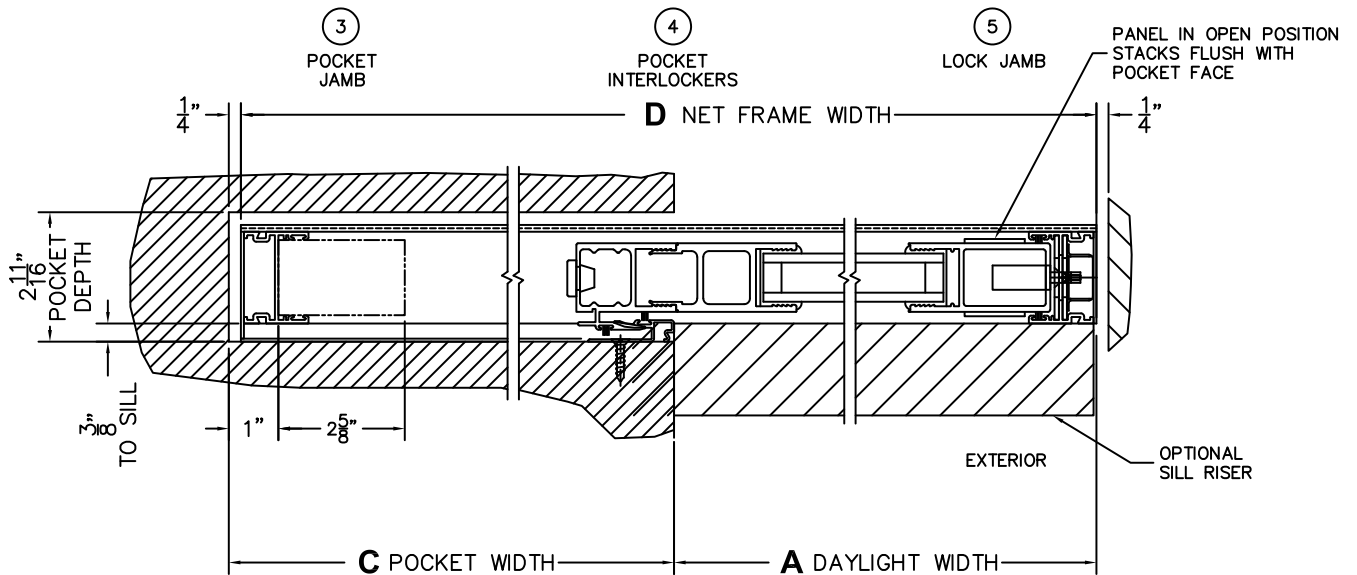 3
POCKET
JAMB
4
POCKET
INTERLOCKERS
5
LOCK JAMB
PANEL IN OPEN POSITION
STACKS FLUSH WITH
POCKET FACE
1/4"
D NET FRAME WIDTH
1/4"
2 11/16"
POCKET
DEPTH
3/8"
TO SILL
1"
2 5/8"
EXTERIOR
OPTIONAL
SILL RISER
C POCKET WIDTH
A DAYLIGHT WIDTH